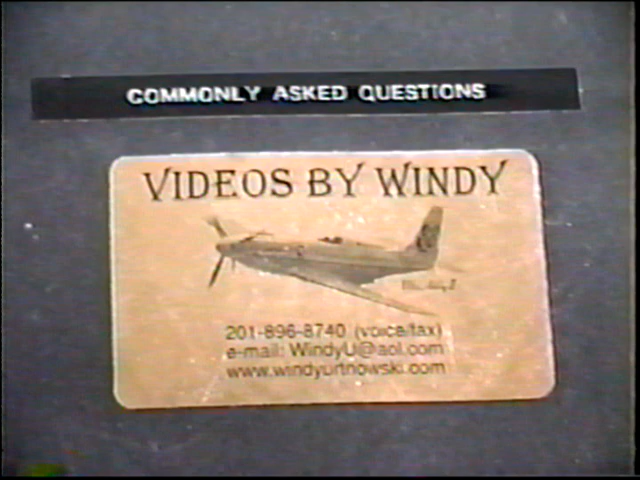 COMMONLY ASKED QUESTIONS
VIDEOS BY WINDY
201-896-8740 (voice/fax)
e-mail: WindyU@aol.com
www.windyurtnowski.com